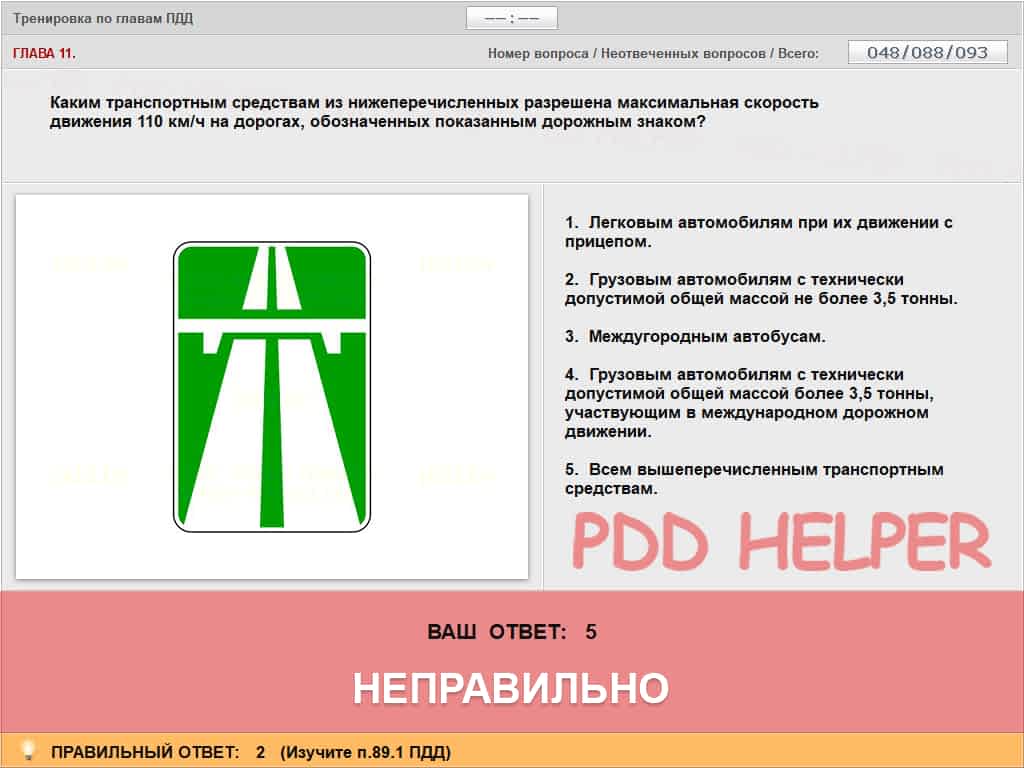 Тренировка по главам ПДД
–– : ––
ГЛАВА 11.
Номер вопроса / Неотвеченных вопросов / Всего:
048/088/093
Каким транспортным средствам из нижеперечисленных разрешена максимальная скорость
движения 110 км/ч на дорогах, обозначенных показанным дорожным знаком?
1. Легковым автомобилям при их движении с
прицепом.
2. Грузовым автомобилям с технически
допустимой общей массой не более 3,5 тонны.
3. Междугородным автобусам.
4. Грузовым автомобилям с технически
допустимой общей массой более 3,5 тонны,
участвующим в международном дорожном
движении.
5. Всем вышеперечисленным транспортным
средствам.
PDD HELPER
ВАШ ОТВЕТ: 5
НЕПРАВИЛЬНО
ПРАВИЛЬНЫЙ ОТВЕТ: 2 (Изучите п.89.1 ПДД)